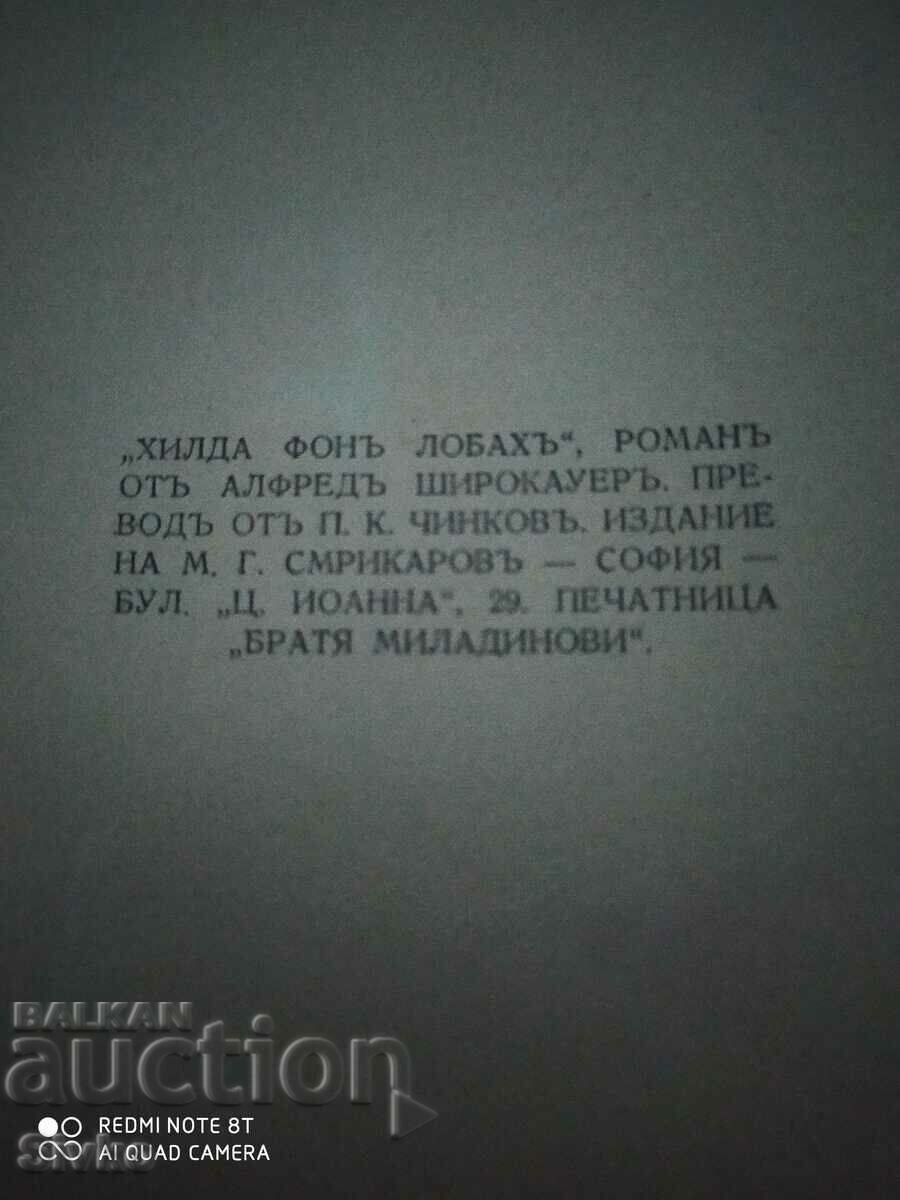 „ХИЛДА ФОНЪ ЛОБАХЪ“, РОМАНЪ
ОТЪ АЛФРЕДЪ ШИРОКАУЕРЪ. ПРЕ-
ВОДЪ ОТЪ П. К. ЧИНКОВЪ. ИЗДАНИЕ
НА М. Г. СМРИКАРОВЪ — СОФИЯ —
БУЛ. „Ц. ИОАННА“, 29. ПЕЧАТНИЦА
„БРАТЯ МИЛАДИНОВИ“.
BALKAN
auction
REDMI NOTE 8T
AI QUAD CAMERA
Sivko